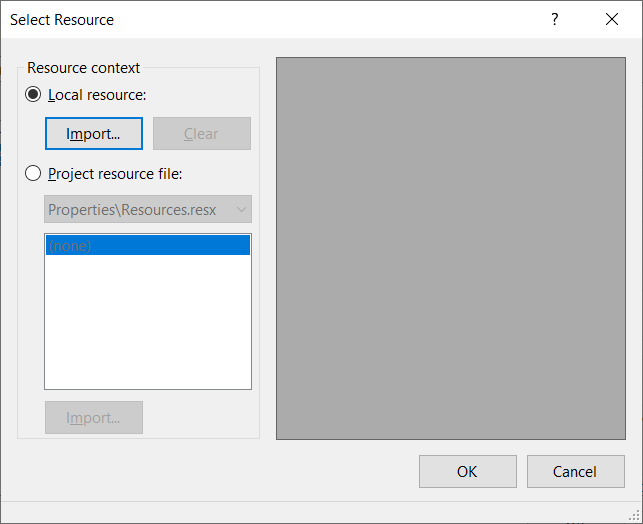 Select Resource
?
Resource context
Local resource:
Import...
Clear
Project resource file:
Properties\Resources.resx
(none)
Import...
OK
Cancel